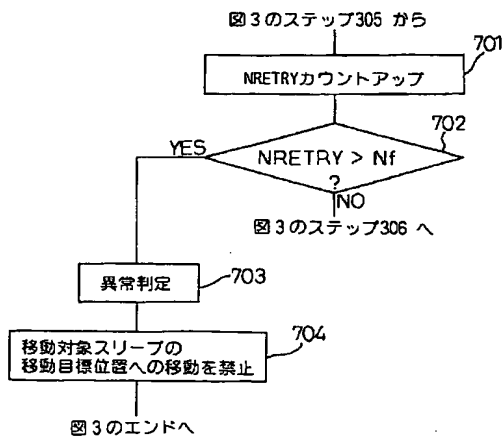 図3のステップ305 から
701
NRETRYカウントアップ
702
YES
NRETRY > Nf
?
NO
図3のステップ306 へ
異常判定
703
704
移動対象スリーブの
移動目標位置への移動を禁止
図3のエンドへ